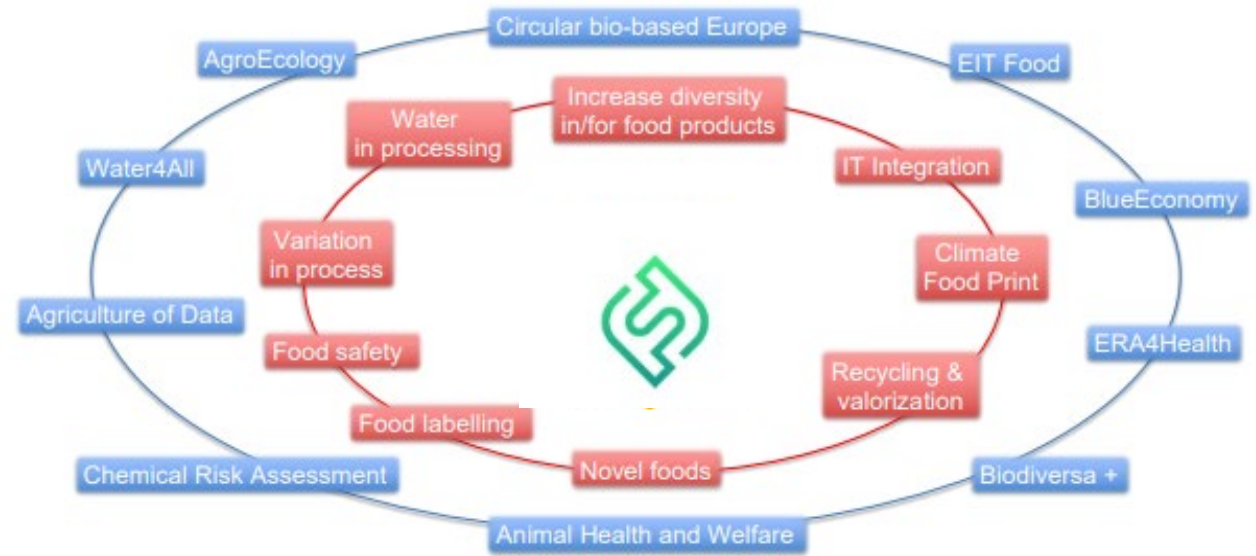 Circular bio-based Europe
AgroEcology
EIT Food
Increase diversity
in/for food products
Water
in processing
IT Integration
Water4All
BlueEconomy
Variation
in process
Climate
Food Print
Agriculture of Data
ERA4Health
Food safety
Recycling &
valorization
Food labelling
Novel foods
Chemical Risk Assessment
Biodiversa +
Animal Health and Welfare